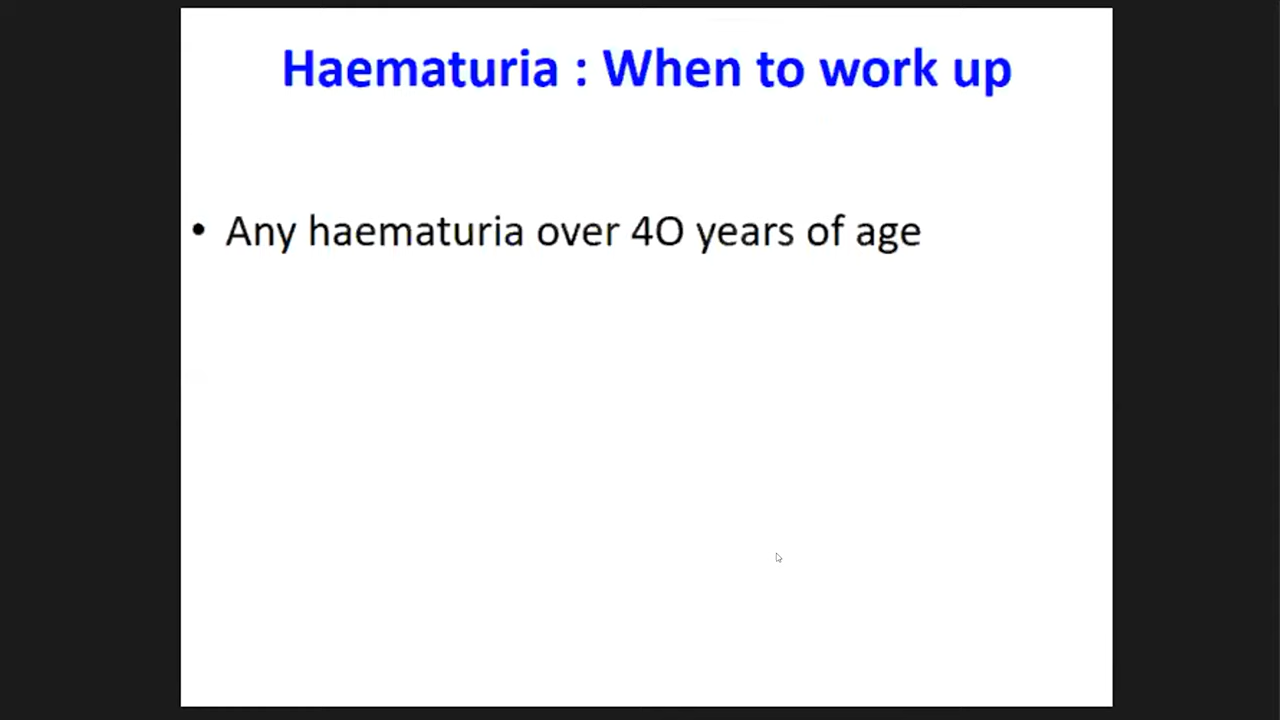 Haematuria : When to work up
• Any haematuria over 4O years of age